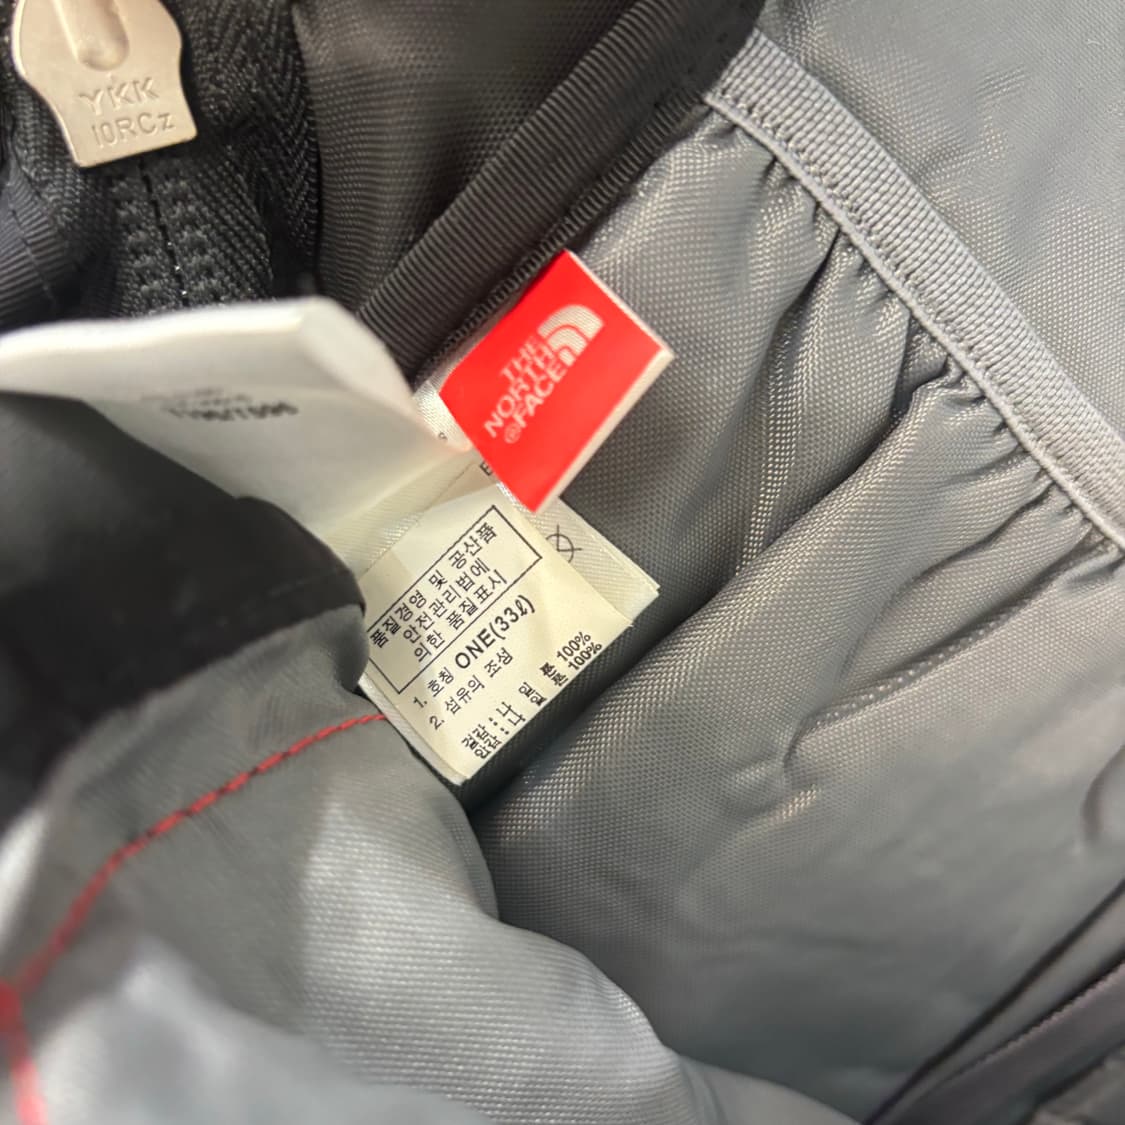 YKK
10RCz
THE
NORTH
FACE
품질경영 및 공산품
안전관리법에
의한 품질표시
1. 호칭 ONE(33ℓ)
2. 섬유의 조성
겉감 : 나 일 론 100%
안감 : 나 일 론 100%